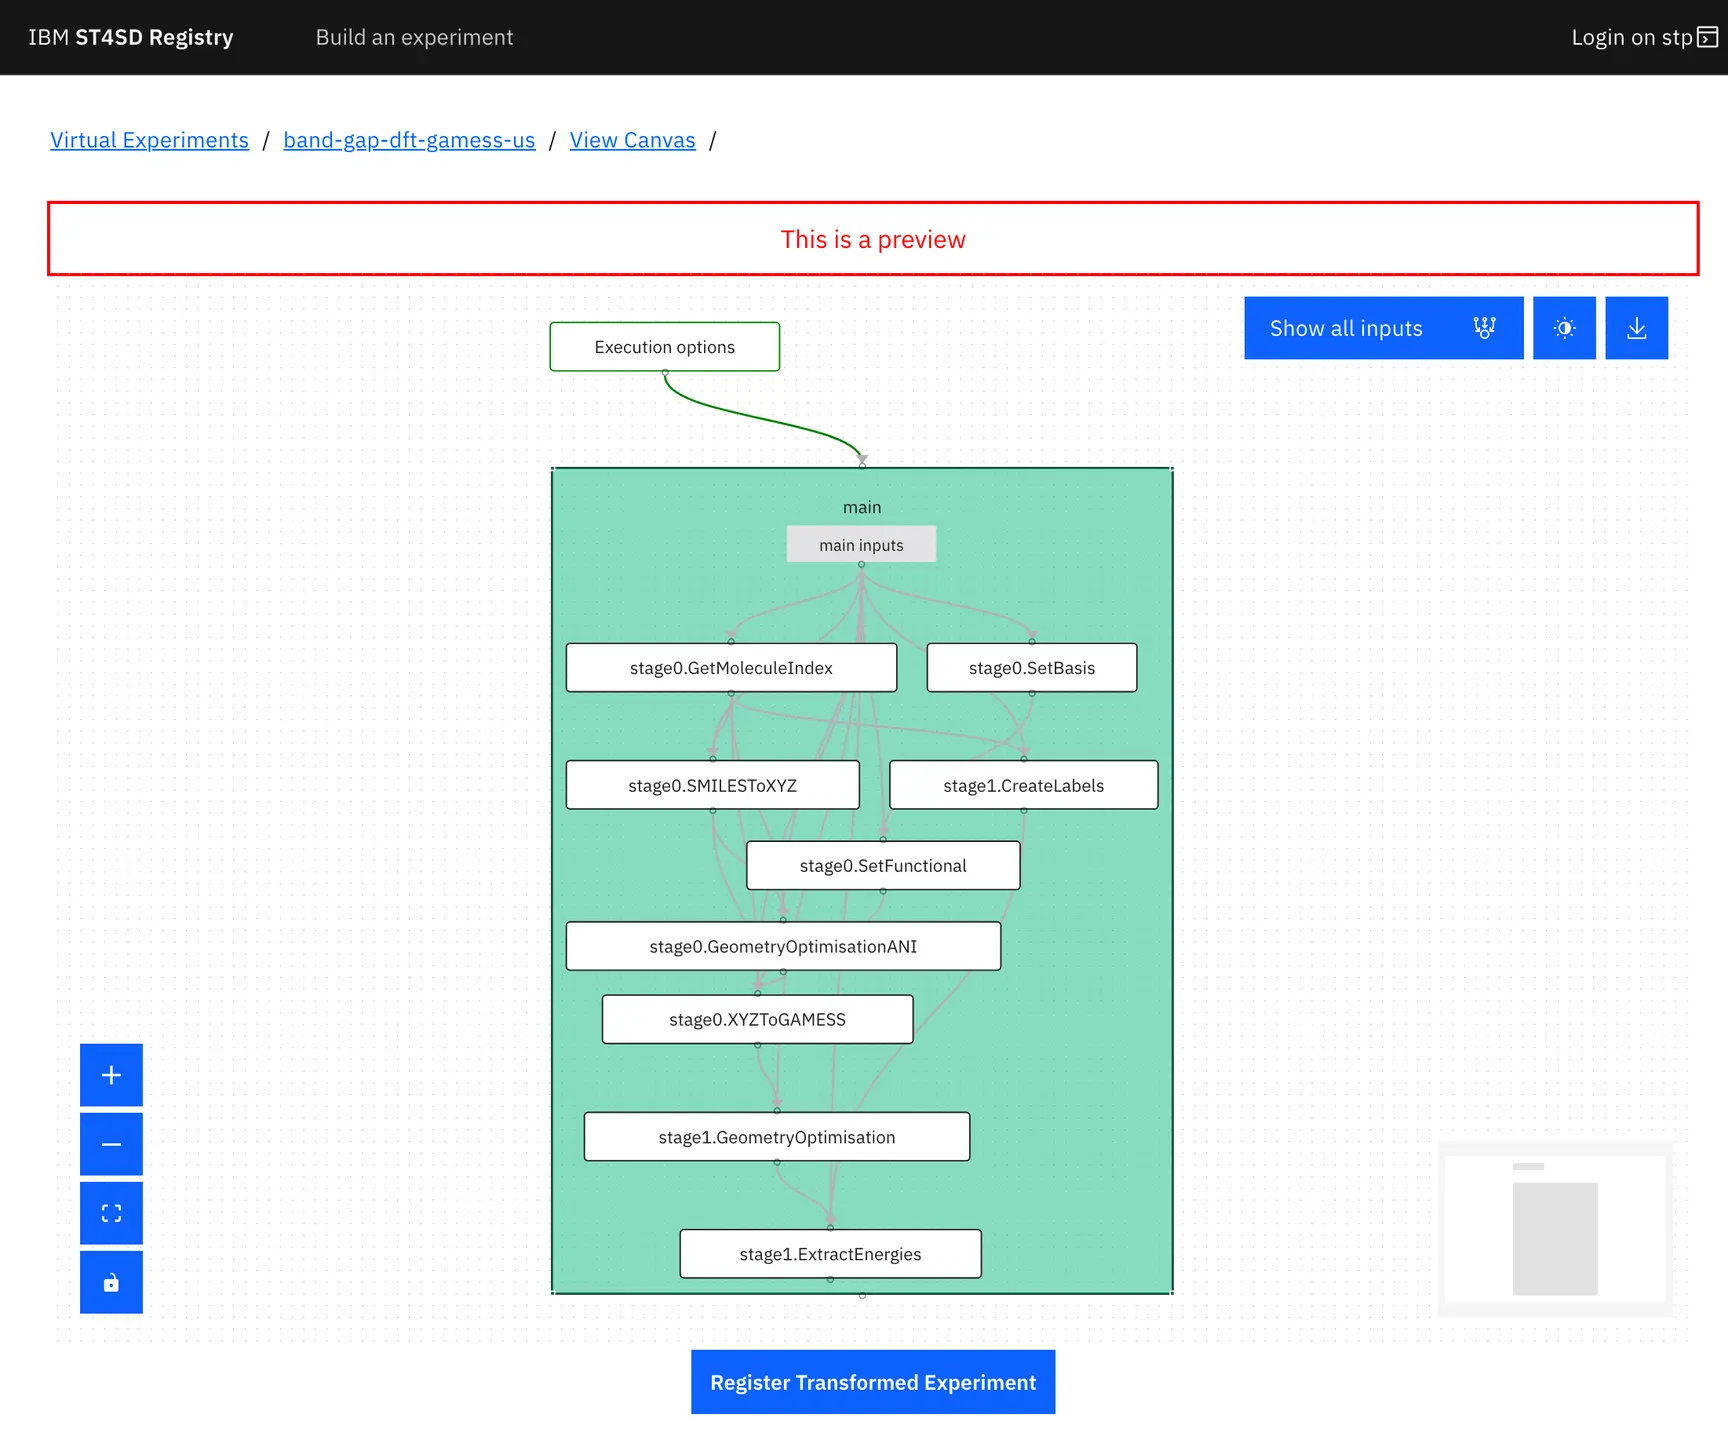 IBM ST4SD Registry
Build an experiment
Login on stp
Virtual Experiments / band-gap-dft-gamess-us / View Canvas /
This is a preview
Show all inputs
Execution options
main
main inputs
stage0.GetMoleculeIndex
stage0.SetBasis
stage0.SMILESToXYZ
stage1.CreateLabels
stage0.SetFunctional
stage0.GeometryOptimisationANI
stage0.XYZToGAMESS
stage1.GeometryOptimisation
stage1.ExtractEnergies
Register Transformed Experiment